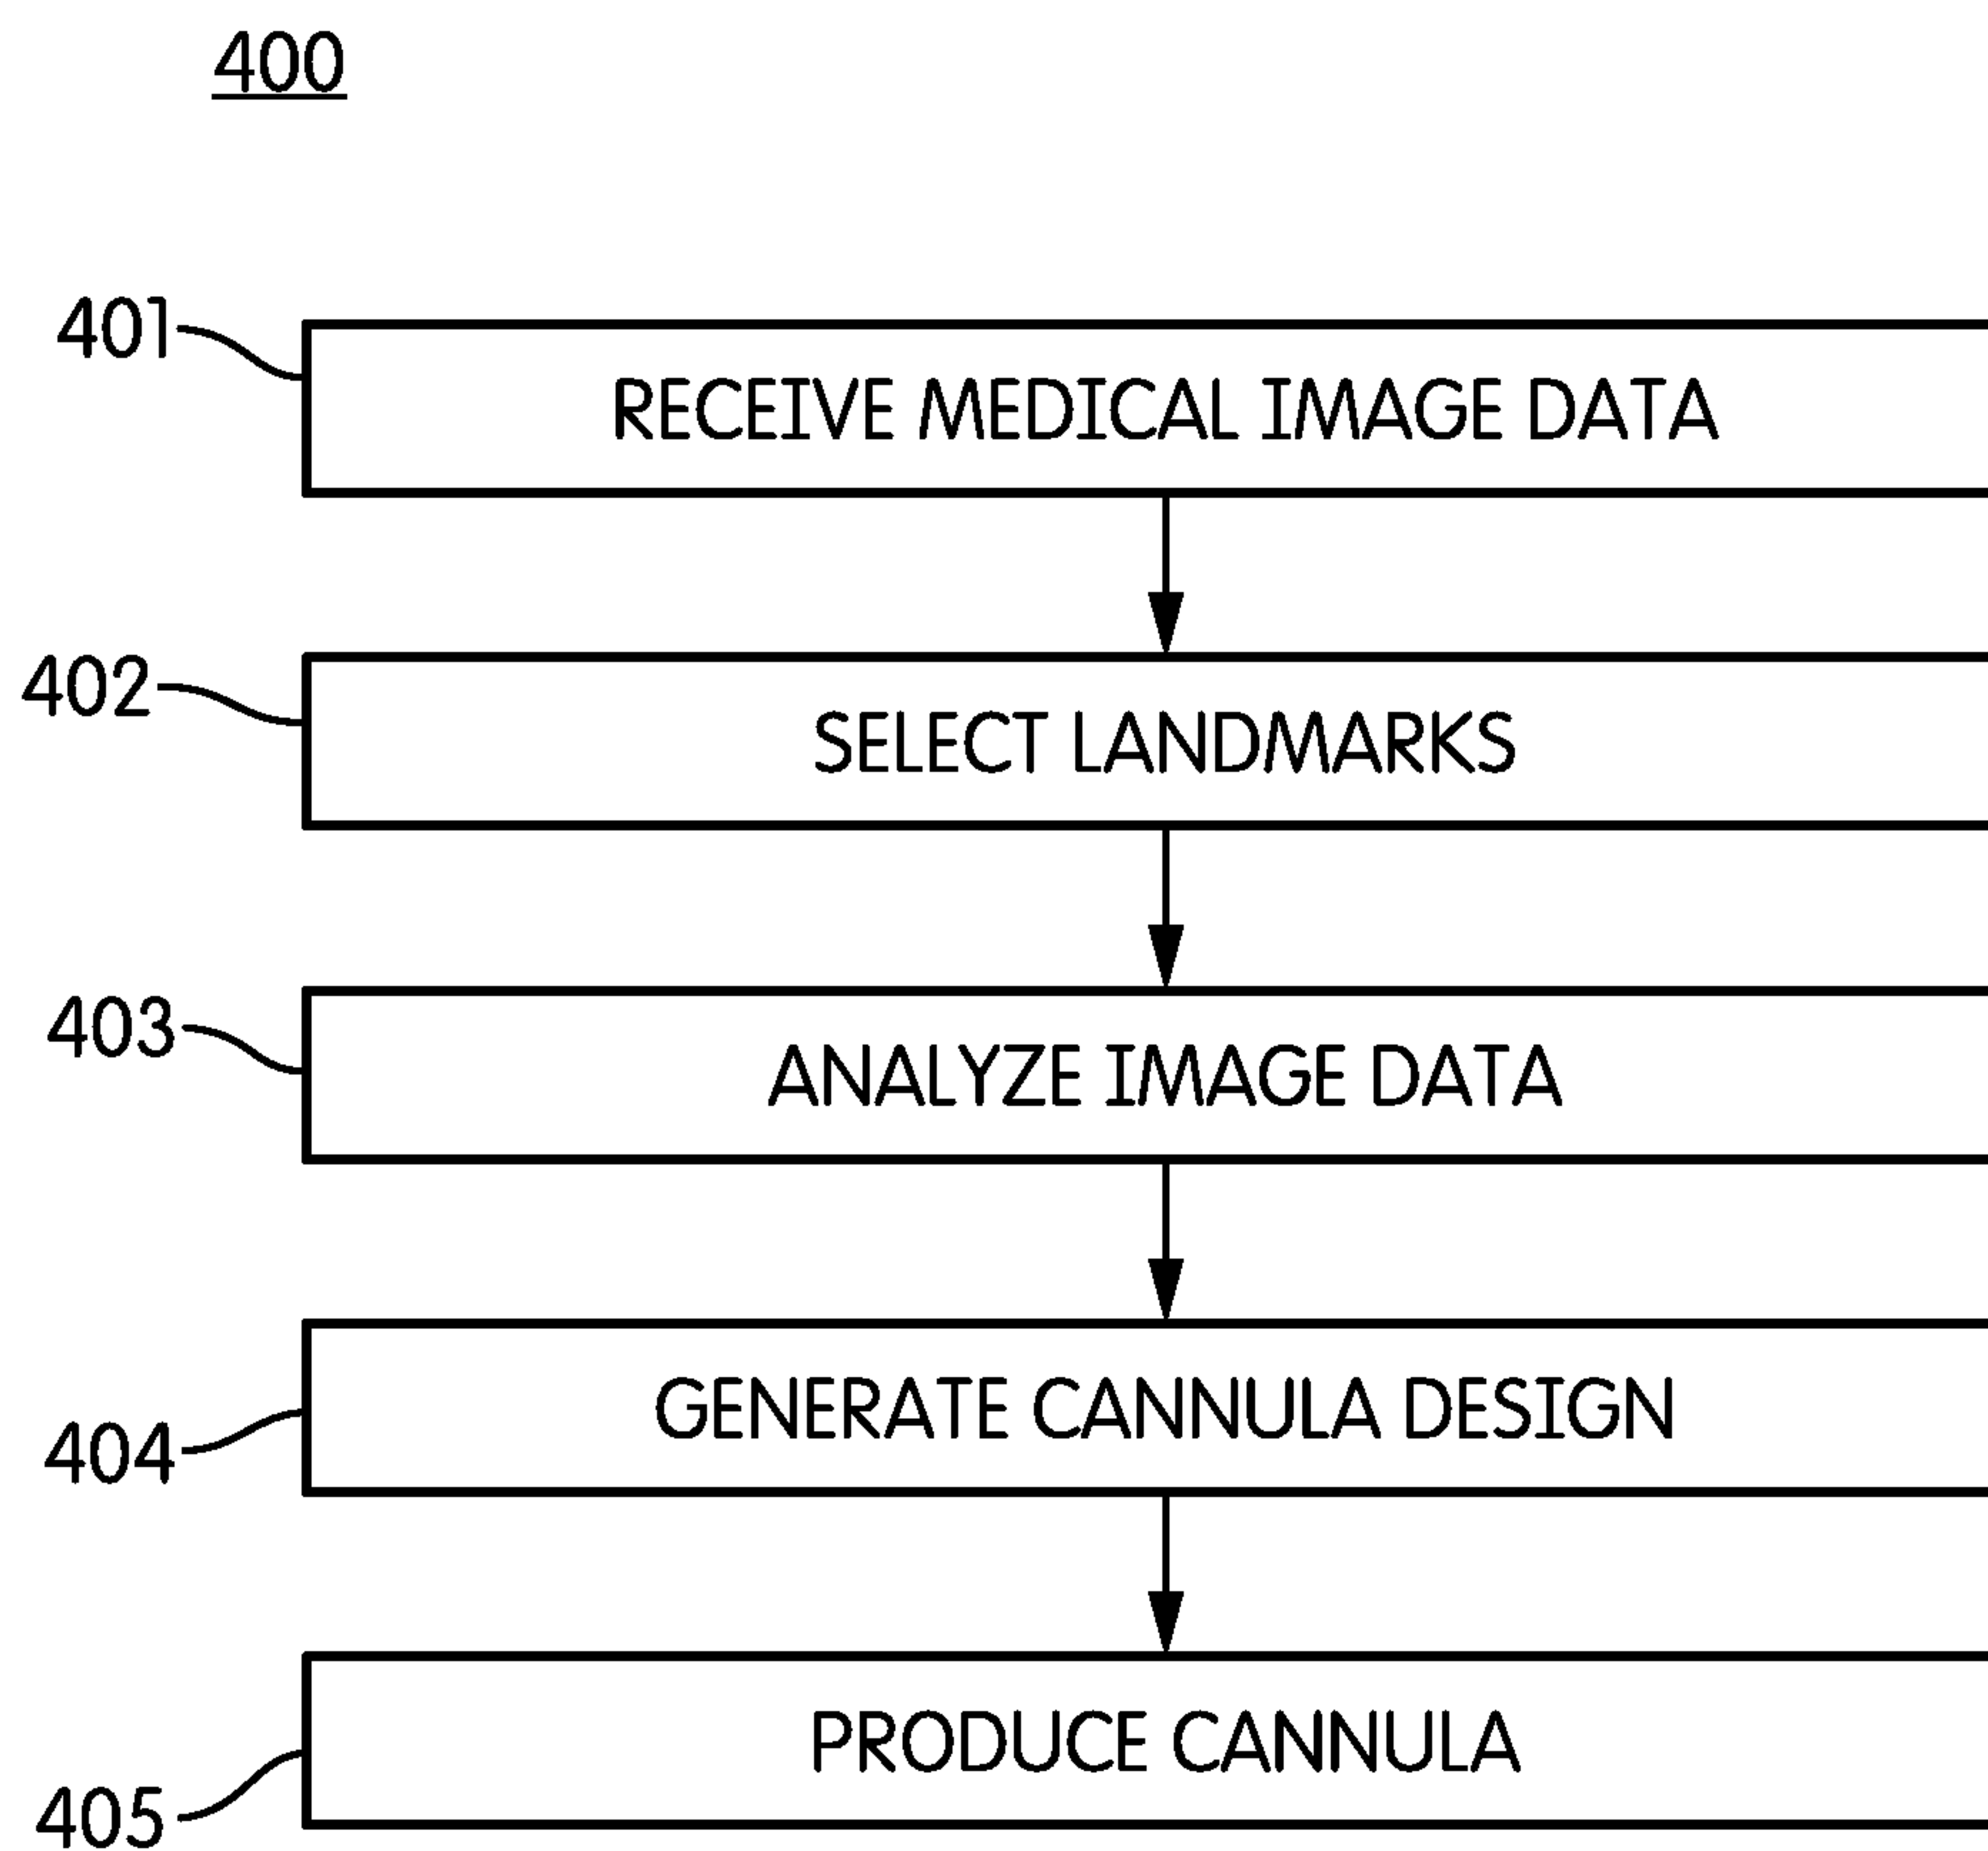 400
401
RECEIVE MEDICAL IMAGE DATA
402
SELECT LANDMARKS
403
ANALYZE IMAGE DATA
404
GENERATE CANNULA DESIGN
405
PRODUCE CANNULA